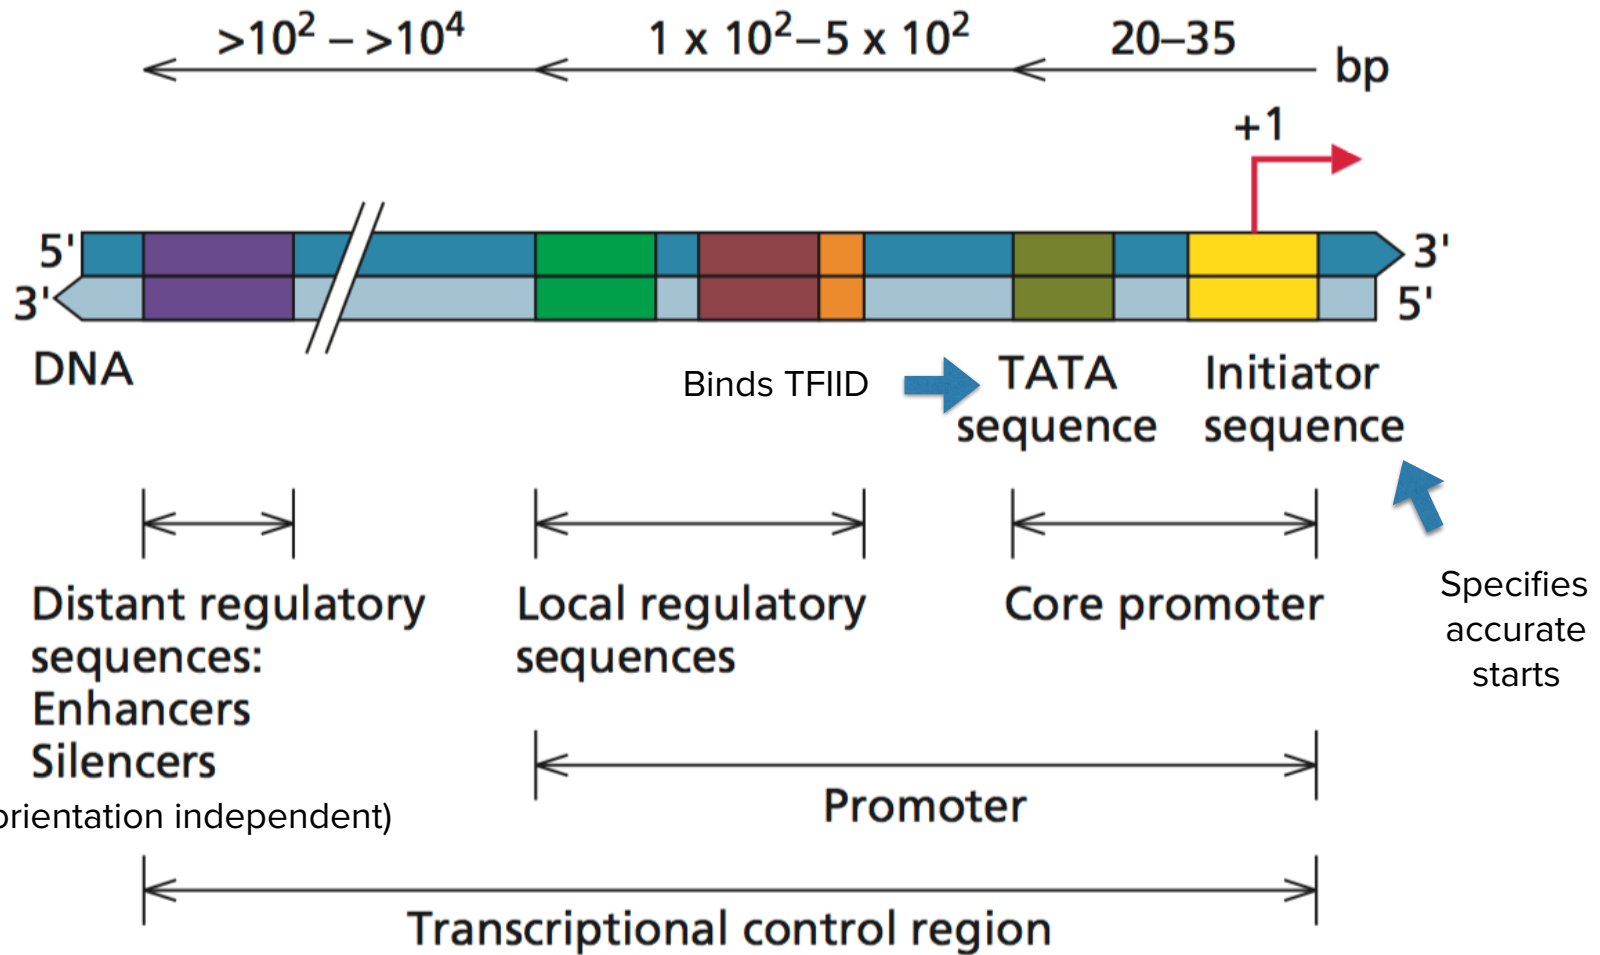 >10² – >10⁴
1 x 10²–5 x 10²
20–35
bp
+1
5'
3'
3'
5'
DNA
Binds TFIID
TATA
sequence
Initiator
sequence
Distant regulatory
sequences:
Enhancers
Silencers
orientation independent)
Local regulatory
sequences
Core promoter
Specifies
accurate
starts
Promoter
Transcriptional control region